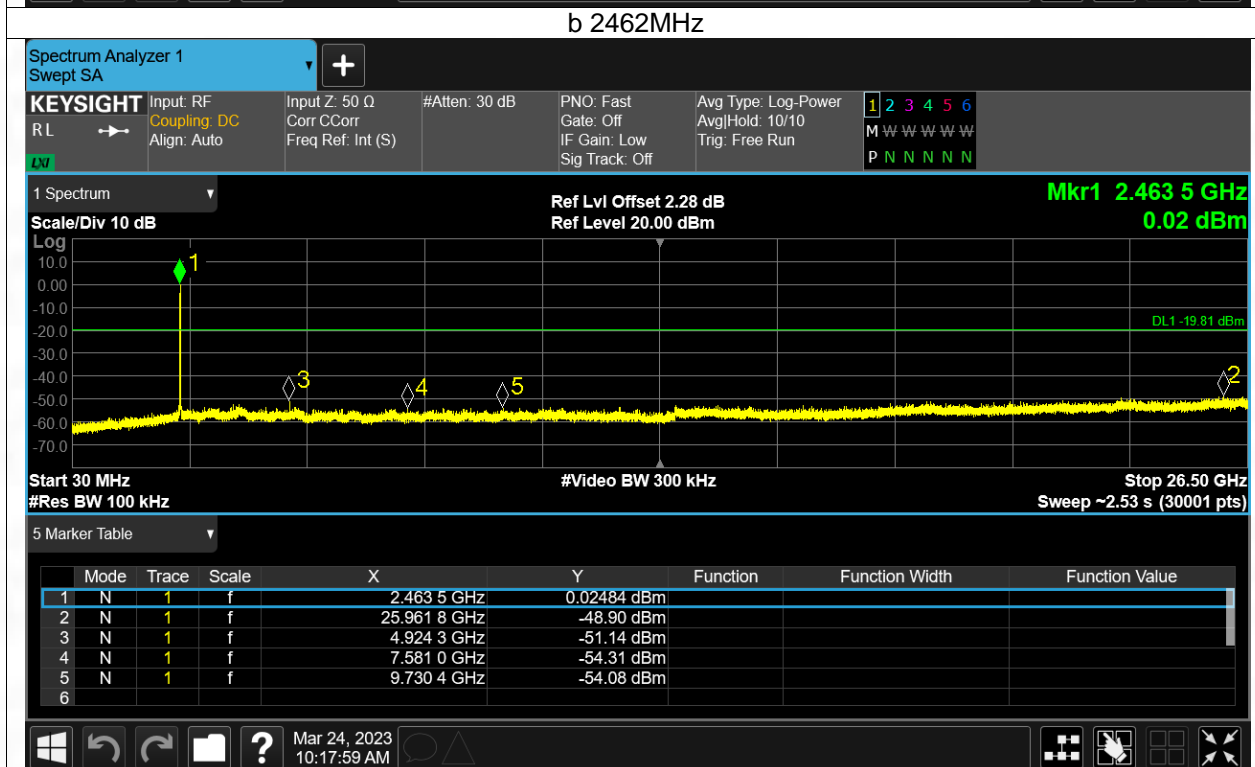 b 2462MHz
Spectrum Analyzer 1
Swept SA
+
KEYSIGHT Input: RF Input Z: 50 Ω #Atten: 30 dB PNO: Fast Avg Type: Log-Power 1 2 3 4 5 6
RL Coupling: DC Corr CCorr Gate: Off Avg|Hold: 10/10 M W W W W W
Align: Auto Freq Ref: Int (S) IF Gain: Low Trig: Free Run
LXI Sig Track: Off P N N N N N
1 Spectrum Ref Lvl Offset 2.28 dB Mkr1 2.463 5 GHz
Scale/Div 10 dB Ref Level 20.00 dBm 0.02 dBm
Log
10.0 1
0.00
-10.0
-20.0 DL1 -19.81 dBm
-30.0
-40.0 3 4 5 2
-50.0
-60.0
-70.0
Start 30 MHz #Video BW 300 kHz Stop 26.50 GHz
#Res BW 100 kHz Sweep ~2.53 s (30001 pts)
5 Marker Table
Mode Trace Scale X Y Function Function Width Function Value
1 N 1 f 2.463 5 GHz 0.02484 dBm
2 N 1 f 25.961 8 GHz -48.90 dBm
3 N 1 f 4.924 3 GHz -51.14 dBm
4 N 1 f 7.581 0 GHz -54.31 dBm
5 N 1 f 9.730 4 GHz -54.08 dBm
6
? Mar 24, 2023
10:17:59 AM